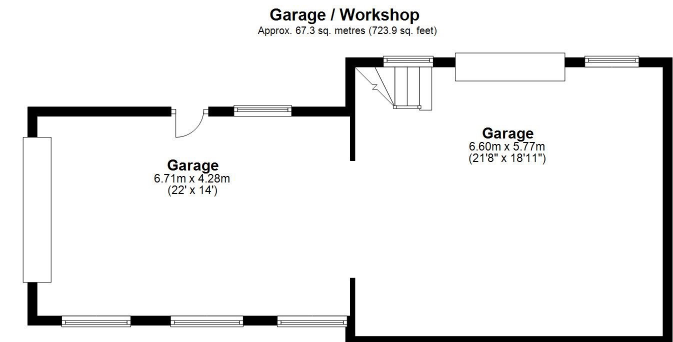 Garage / Workshop
Approx. 67.3 sq. metres (723.9 sq. feet)
Garage
6.71m x 4.28m
(22' x 14')
Garage
6.60m x 5.77m
(21'8" x 18'11")